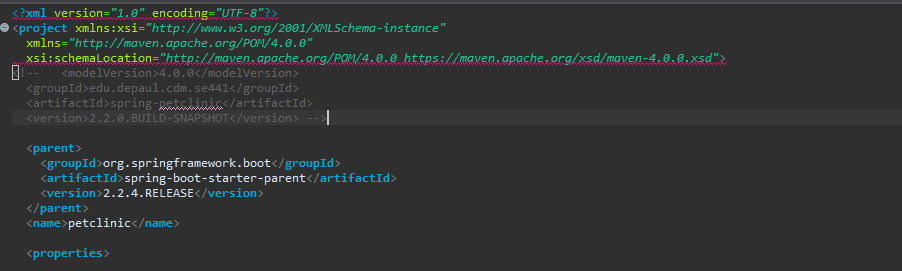 <?xml version="1.0" encoding="UTF-8"?>
<project xmlns:xsi="http://www.w3.org/2001/XMLSchema-instance"
xmlns="http://maven.apache.org/POM/4.0.0"
xsi:schemaLocation="http://maven.apache.org/POM/4.0.0 https://maven.apache.org/xsd/maven-4.0.0.xsd">
<!-- <modelVersion>4.0.0</modelVersion>
<groupId>edu.depaul.cdm.se441</groupId>
<artifactId>spring-petclinic</artifactId>
<version>2.2.0.BUILD-SNAPSHOT</version> -->
<parent>
<groupId>org.springframework.boot</groupId>
<artifactId>spring-boot-starter-parent</artifactId>
<version>2.2.4.RELEASE</version>
</parent>
<name>petclinic</name>
<properties>